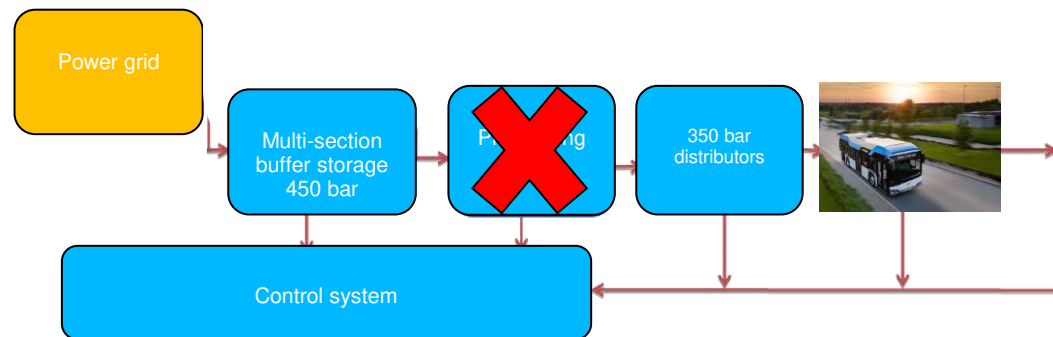 Power grid
Multi-section
buffer storage
450 bar
350 bar
distributors
Control system